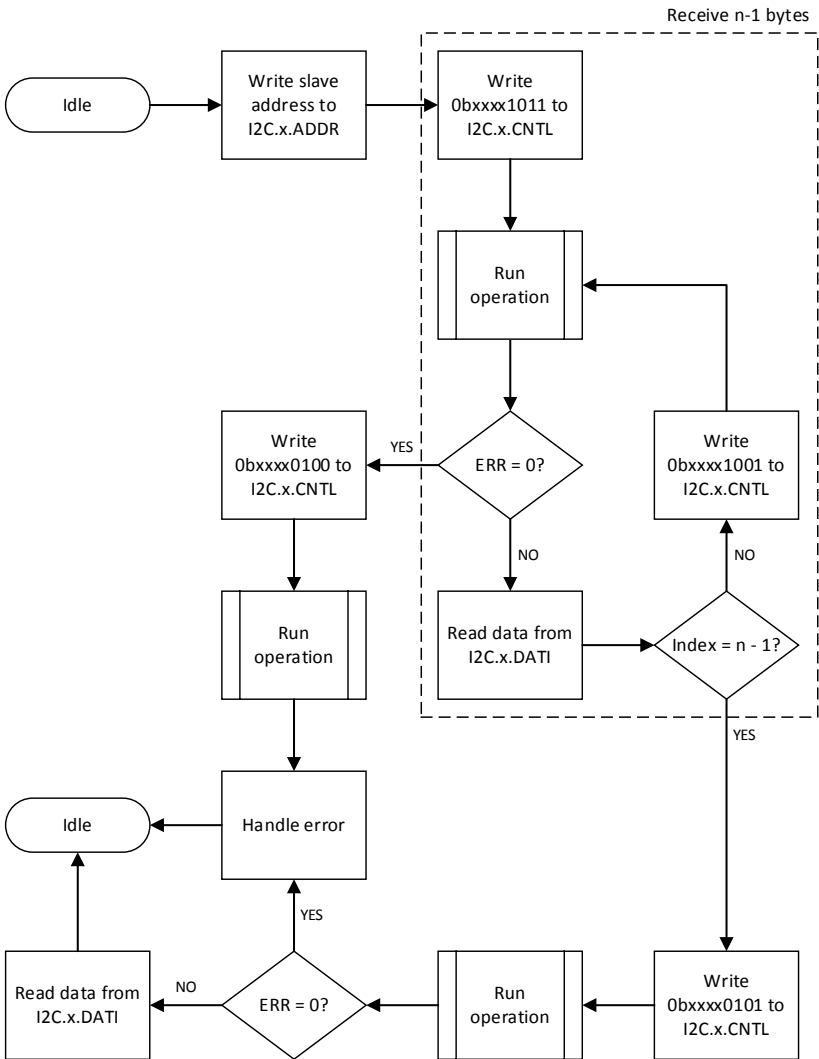 Receive n-1 bytes
Idle
Write slave
address to
I2C.x.ADDR
Write
0bxxxx1011 to
I2C.x.CNTL
Run
operation
Write
0bxxxx0100 to
I2C.x.CNTL
YES
ERR = 0?
Write
0bxxxx1001 to
I2C.x.CNTL
NO
NO
Run
operation
Read data from
I2C.x.DATI
Index = n - 1?
YES
Idle
Handle error
YES
Read data from
I2C.x.DATI
NO
ERR = 0?
Run
operation
Write
0bxxxx0101 to
I2C.x.CNTL